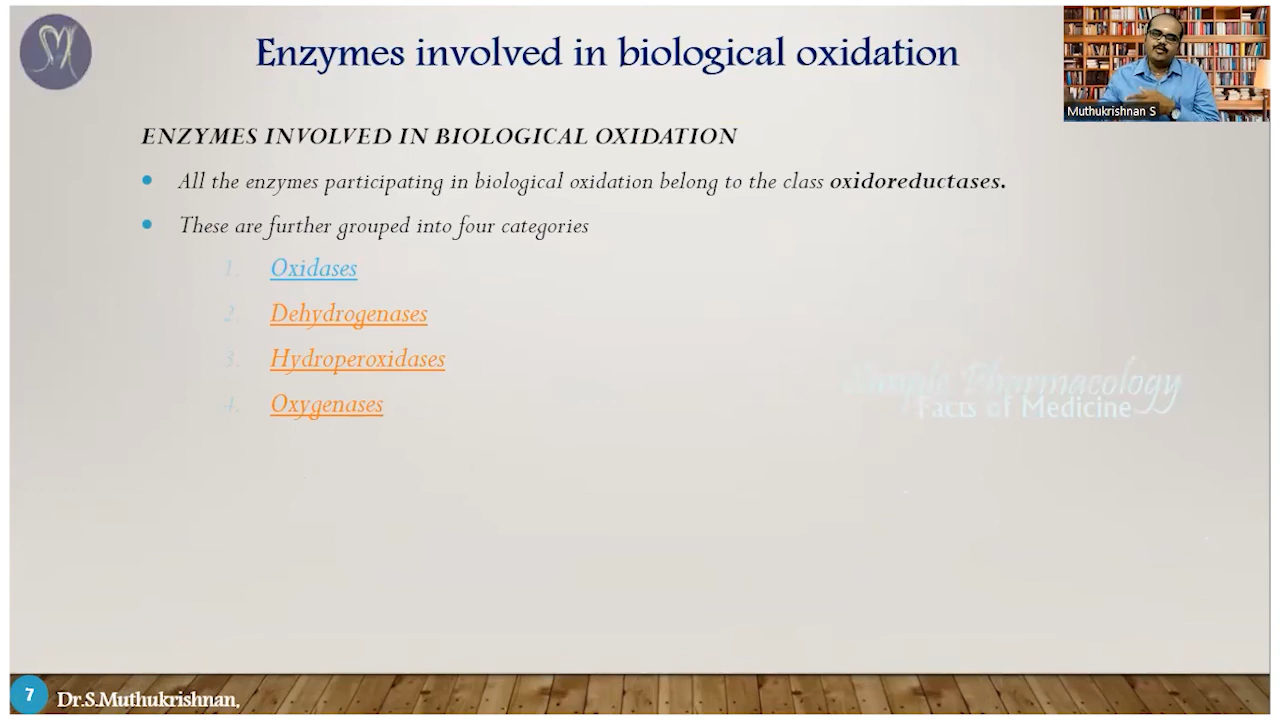 Enzymes involved in biological oxidation
Muthukrishnan S
ENZYMES INVOLVED IN BIOLOGICAL OXIDATION
• All the enzymes participating in biological oxidation belong to the class oxidoreductases.
• These are further grouped into four categories
1. Oxidases
2. Dehydrogenases
3. Hydroperoxidases
4. Oxygenases
Pharmacology
Facts of Medicine
7 Dr.S.Muthukrishnan,